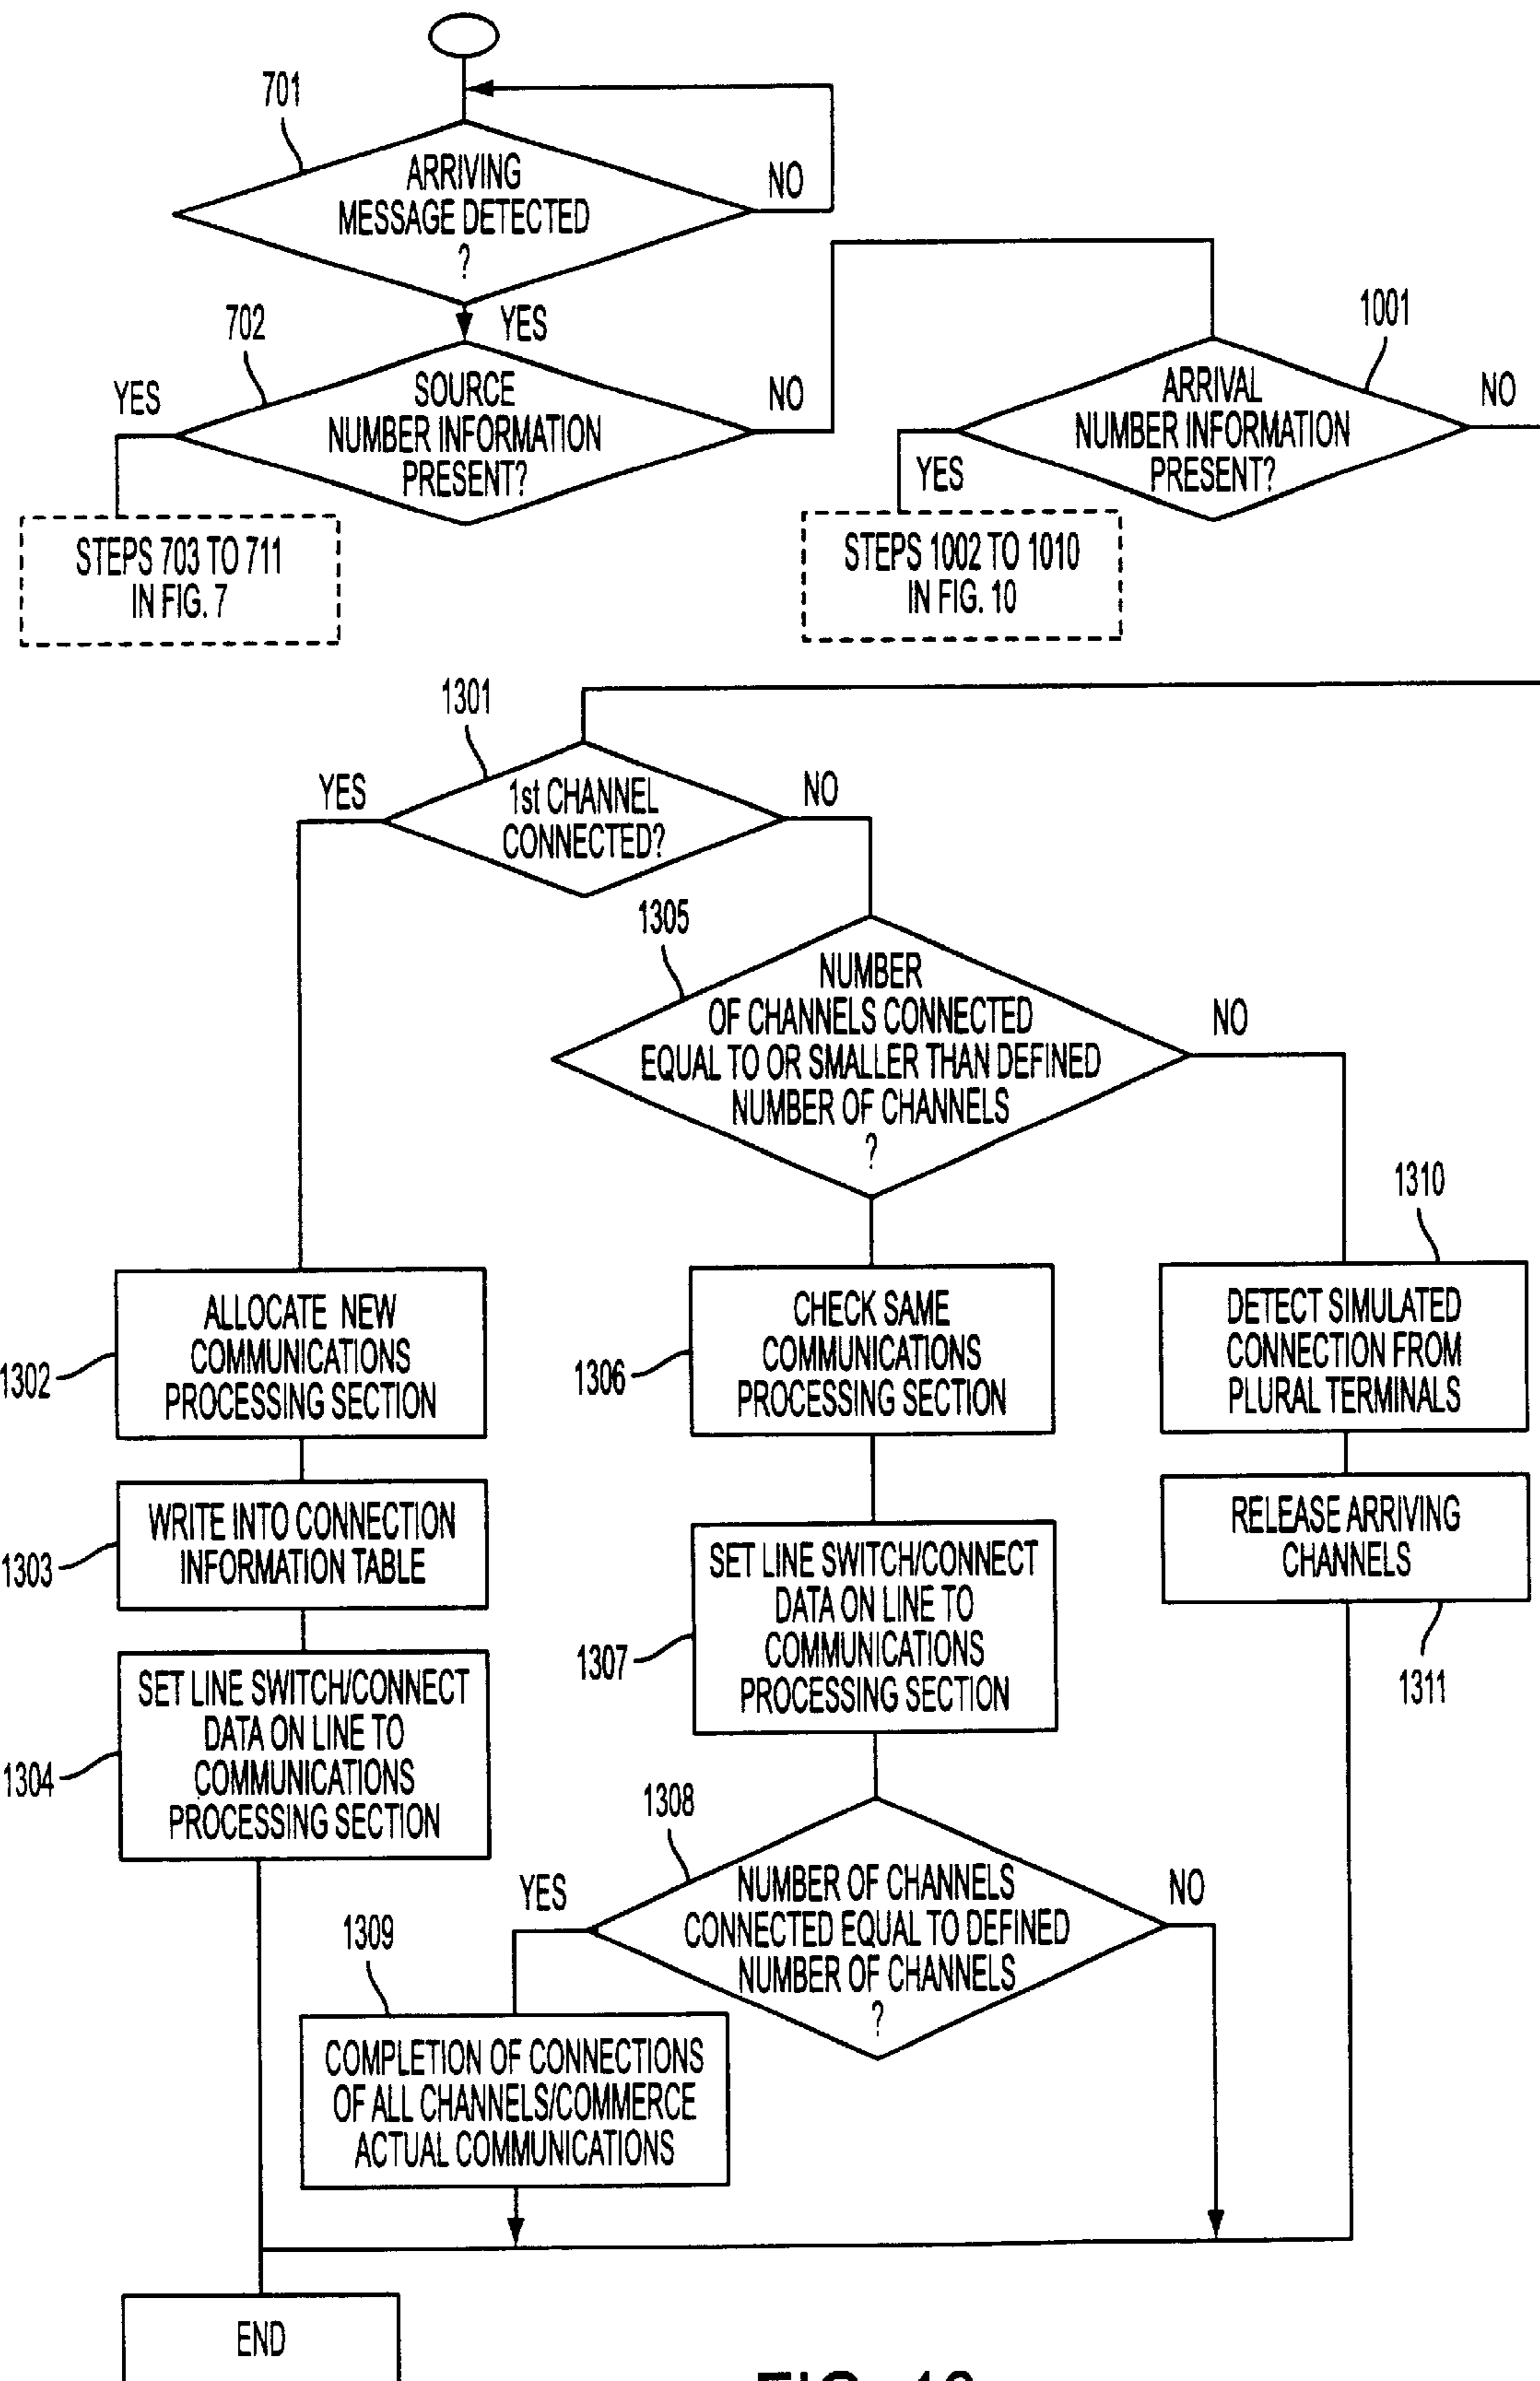 701
ARRIVING
MESSAGE DETECTED
?
NO
YES
702
YES
SOURCE
NUMBER INFORMATION
PRESENT?
NO
1001
ARRIVAL
NUMBER INFORMATION
PRESENT?
NO
YES
STEPS 703 TO 711
IN FIG. 7
STEPS 1002 TO 1010
IN FIG. 10
1301
YES
1st CHANNEL
CONNECTED?
NO
1305
NUMBER
OF CHANNELS CONNECTED
EQUAL TO OR SMALLER THAN DEFINED
NUMBER OF CHANNELS
?
NO
1302
ALLOCATE NEW
COMMUNICATIONS
PROCESSING SECTION
1306
CHECK SAME
COMMUNICATIONS
PROCESSING SECTION
1310
DETECT SIMULATED
CONNECTION FROM
PLURAL TERMINALS
1303
WRITE INTO CONNECTION
INFORMATION TABLE
1307
SET LINE SWITCH/CONNECT
DATA ON LINE TO
COMMUNICATIONS
PROCESSING SECTION
RELEASE ARRIVING
CHANNELS
1311
1304
SET LINE SWITCH/CONNECT
DATA ON LINE TO
COMMUNICATIONS
PROCESSING SECTION
1308
YES
NUMBER OF CHANNELS
CONNECTED EQUAL TO DEFINED
NUMBER OF CHANNELS
?
NO
1309
COMPLETION OF CONNECTIONS
OF ALL CHANNELS/COMMERCE
ACTUAL COMMUNICATIONS
END